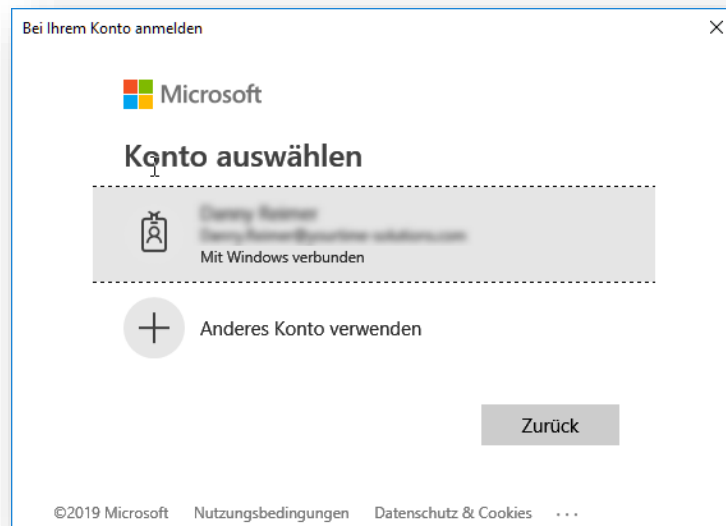 Bei Ihrem Konto anmelden
Microsoft
Konto auswählen
Mit Windows verbunden
Anderes Konto verwenden
Zurück
©2019 Microsoft Nutzungsbedingungen Datenschutz & Cookies ...